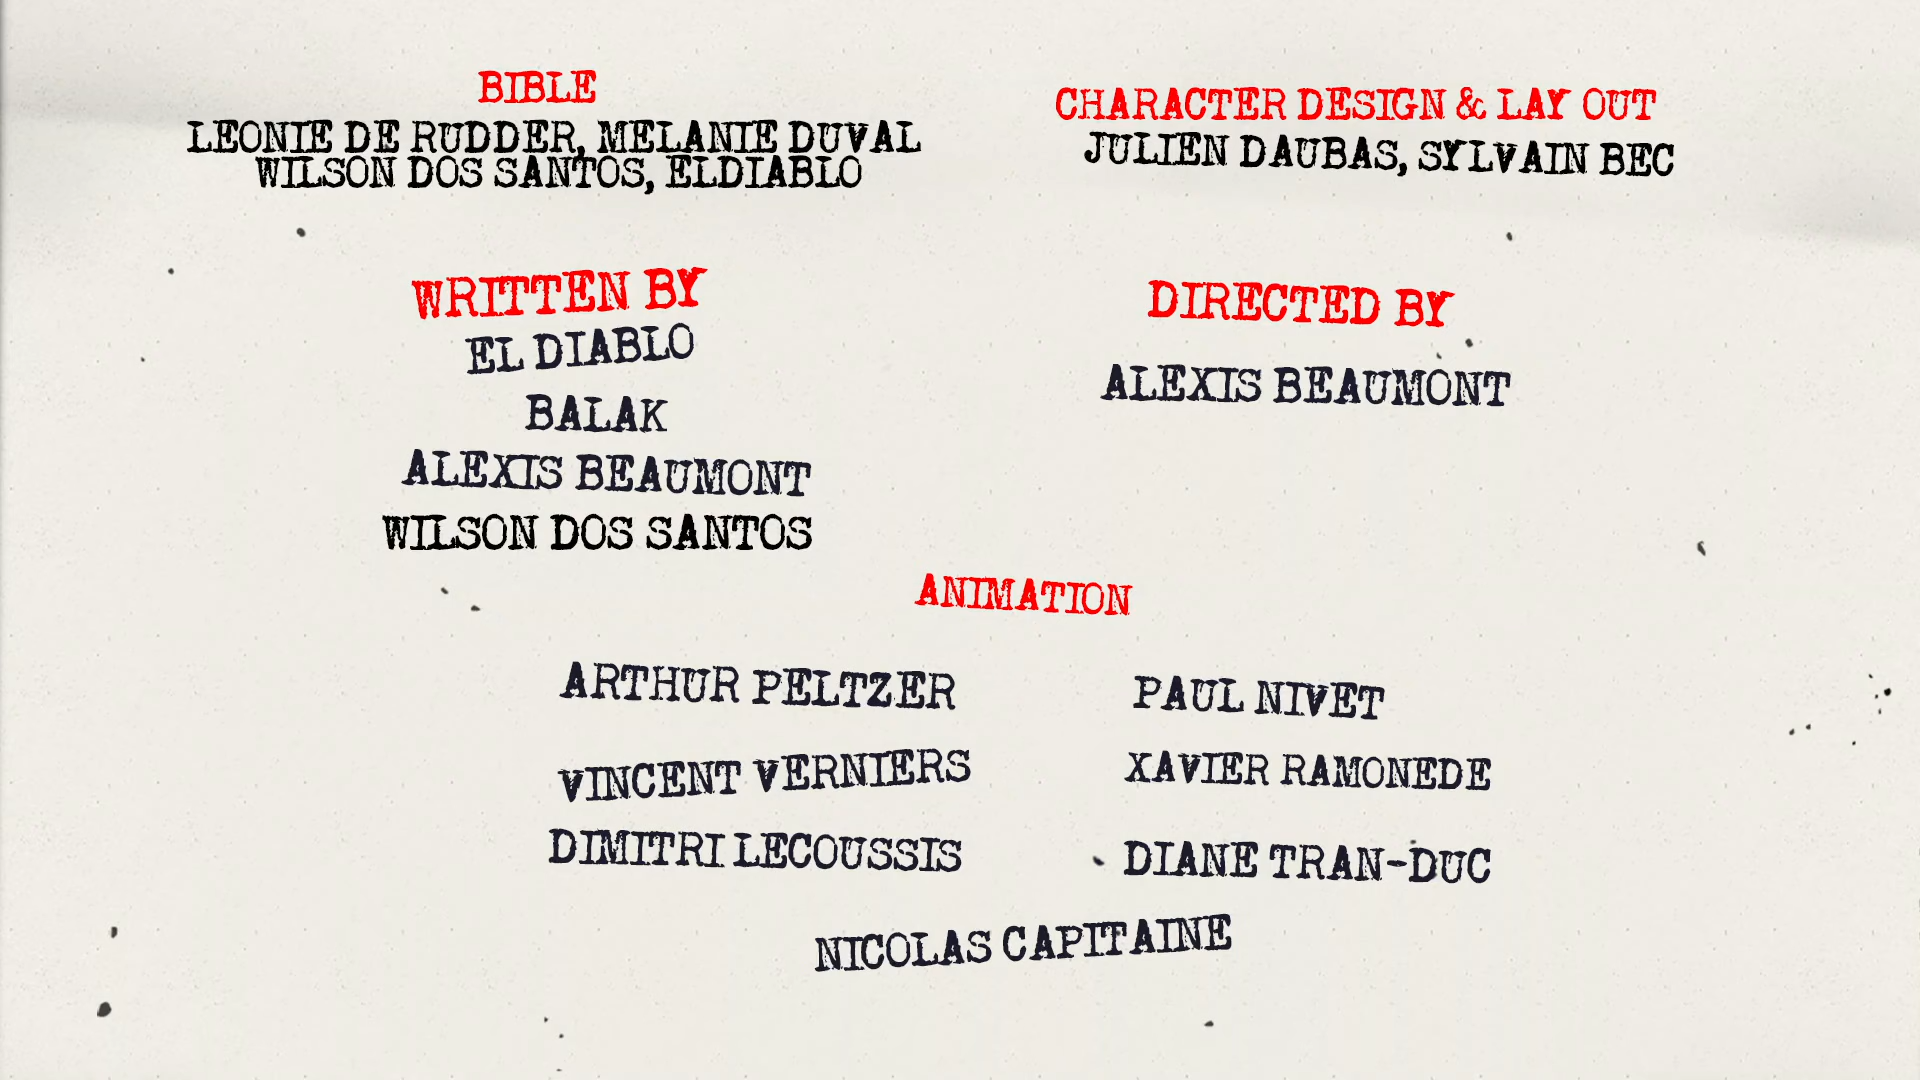 BIBLE
LEONIE DE RUDDER, MELANIE DUVAL
WILSON DOS SANTOS, ELDIABLO
CHARACTER DESIGN & LAY OUT
JULIEN DAUBAS, SYLVAIN BEC
WRITTEN BY
EL DIABLO
BALAK
ALEXIS BEAUMONT
WILSON DOS SANTOS
DIRECTED BY
ALEXIS BEAUMONT
ANIMATION
ARTHUR PELTZER
PAUL NIVET
VINCENT VERNIERS
XAVIER RAMONEDE
DIMITRI LECOUSSIS
DIANE TRAN-DUC
NICOLAS CAPITAINE